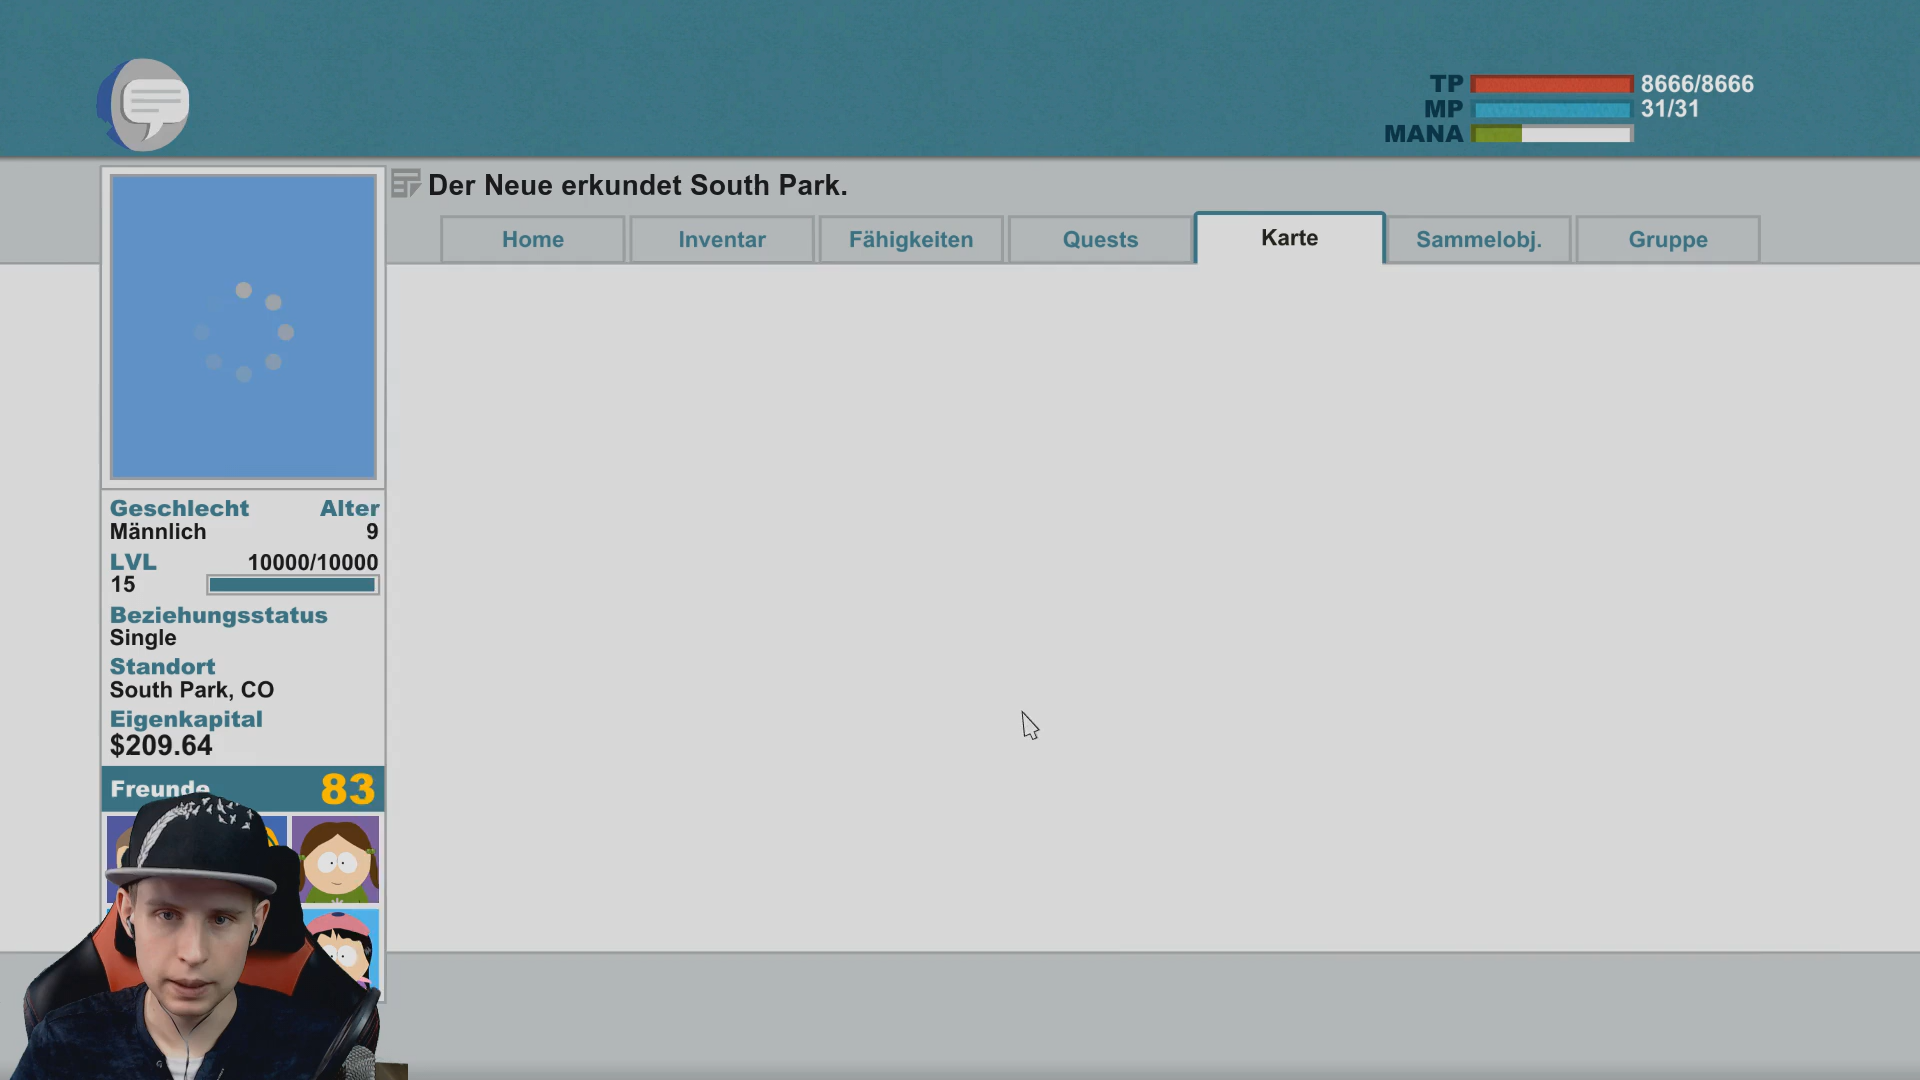 TP 8666/8666
MP 31/31
MANA
Der Neue erkundet South Park.
Home Inventar Fähigkeiten Quests Karte Sammelobj. Gruppe
Geschlecht Alter
Männlich 9
LVL 10000/10000
15
Beziehungsstatus
Single
Standort
South Park, CO
Eigenkapital
$209.64
Freunde 83